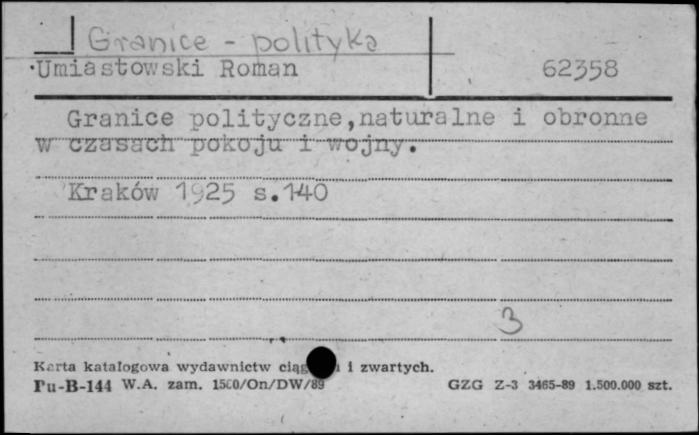 Granice - polityka
Umiastowski Roman 62358
Granice polityczne,naturalne i obronne
w czasach pokoju i wojny.
Kraków 1925 s.140
3
Karta katalogowa wydawnictw i zwartych.
Pu-B-144 W.A. zam. 1500/On/DW/89 GZG Z-3 3465-89 1.500.000 szt.